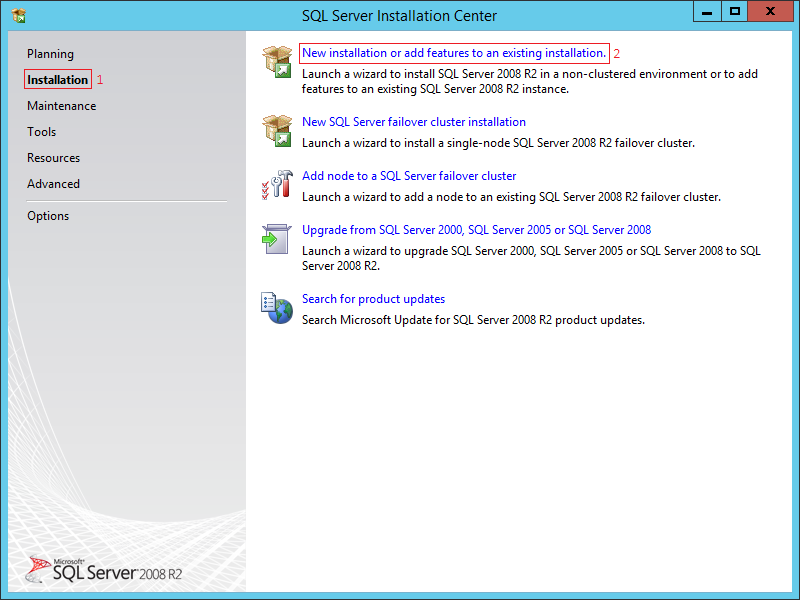 SQL Server Installation Center
Planning
Installation 1
Maintenance
Tools
Resources
Advanced
Options
New installation or add features to an existing installation. 2
Launch a wizard to install SQL Server 2008 R2 in a non-clustered environment or to add
features to an existing SQL Server 2008 R2 instance.
New SQL Server failover cluster installation
Launch a wizard to install a single-node SQL Server 2008 R2 failover cluster.
Add node to a SQL Server failover cluster
Launch a wizard to add a node to an existing SQL Server 2008 R2 failover cluster.
Upgrade from SQL Server 2000, SQL Server 2005 or SQL Server 2008
Launch a wizard to upgrade SQL Server 2000, SQL Server 2005 or SQL Server 2008 to SQL
Server 2008 R2.
Search for product updates
Search Microsoft Update for SQL Server 2008 R2 product updates.
Microsoft®
SQL Server 2008 R2